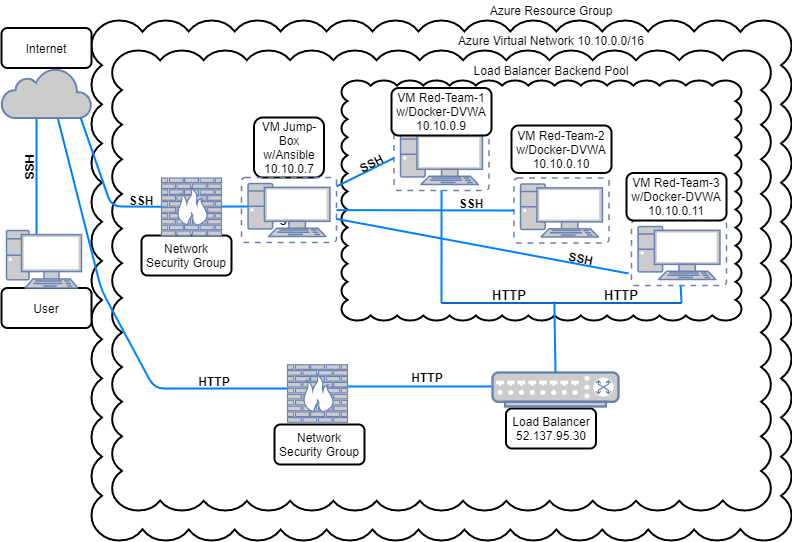 Azure Resource Group
Azure Virtual Network 10.10.0.0/16
Load Balancer Backend Pool
Internet
SSH
User
SSH
Network
Security Group
VM Jump-
Box
w/Ansible
10.10.0.7
SSH
VM Red-Team-1
w/Docker-DVWA
10.10.0.9
SSH
VM Red-Team-2
w/Docker-DVWA
10.10.0.10
SSH
VM Red-Team-3
w/Docker-DVWA
10.10.0.11
HTTP
HTTP
HTTP
Network
Security Group
HTTP
Load Balancer
52.137.95.30